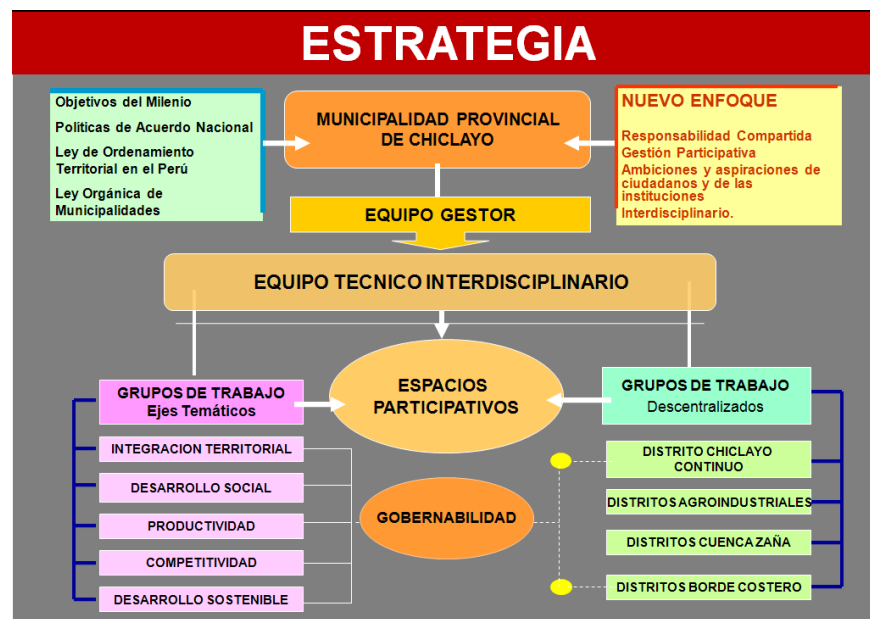 ESTRATEGIA
Objetivos del Milenio
Politicas de Acuerdo Nacional
Ley de Ordenamiento
Territorial en el Perú
Ley Orgánica de
Municipalidades
MUNICIPALIDAD PROVINCIAL
DE CHICLAYO
NUEVO ENFOQUE
Responsabilidad Compartida
Gestión Participativa
Ambiciones y aspiraciones de
ciudadanos y de las
instituciones
Interdisciplinario.
EQUIPO GESTOR
EQUIPO TECNICO INTERDISCIPLINARIO
GRUPOS DE TRABAJO
Ejes Temáticos
INTEGRACION TERRITORIAL
DESARROLLO SOCIAL
PRODUCTIVIDAD
COMPETITIVIDAD
DESARROLLO SOSTENIBLE
ESPACIOS
PARTICIPATIVOS
GOBERNABILIDAD
GRUPOS DE TRABAJO
Descentralizados
DISTRITO CHICLAYO
CONTINUO
DISTRITOS AGROINDUSTRIALES
DISTRITOS CUENCA ZAÑA
DISTRITOS BORDE COSTERO